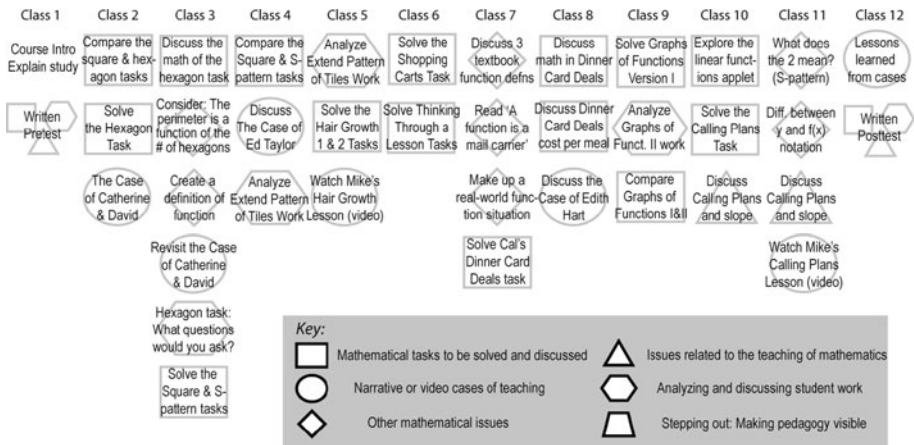 Class 1
Course Intro
Explain study
Written
Pretest
Class 2
Compare the
square & hex-
agon tasks
Solve
the Hexagon
Task
The Case
of Catherine
& David
Class 3
Discuss the
math of the
hexagon task
Consider: The
perimeter is a
function of the
# of hexagons
Create a
definition of
function
Revisit the Case
of Catherine
& David
Hexagon task:
What questions
would you ask?
Solve the
Square & S-
pattern tasks
Class 4
Compare the
Square & S-
pattern tasks
Discuss
The Case of
Ed Taylor
Analyze
Extend Pattern
of Tiles Work
Class 5
Analyze
Extend Pattern
of Tiles Work
Solve the
Hair Growth
1 & 2 Tasks
Watch Mike's
Hair Growth
Lesson (video)
Class 6
Solve the
Shopping
Carts Task
Solve Thinking
Through a
Lesson Tasks
Class 7
Discuss 3
textbook
function defns
Read 'A
function is a
mail carrier'
Make up a
real-world func-
tion situation
Solve Cal's
Dinner Card
Deals task
Class 8
Discuss
math in Dinner
Card Deals
Discuss Dinner
Card Deals
cost per meal
Discuss the
Case of Edith
Hart
Class 9
Solve Graphs
of Functions
Version I
Analyze
Graphs of
Funct. II work
Compare
Graphs of
Functions I&II
Class 10
Explore the
linear funct-
ions applet
Solve the
Calling Plans
Task
Discuss
Calling Plans
and slope
Class 11
What does
the 2 mean?
(S-pattern)
Diff. between
y and f(x)
notation
Discuss
Calling Plans
and slope
Watch Mike's
Calling Plans
Lesson (video)
Class 12
Lessons
learned
from cases
Written
Posttest
Key:
Mathematical tasks to be solved and discussed
Narrative or video cases of teaching
Other mathematical issues
Issues related to the teaching of mathematics
Analyzing and discussing student work
Stepping out: Making pedagogy visible